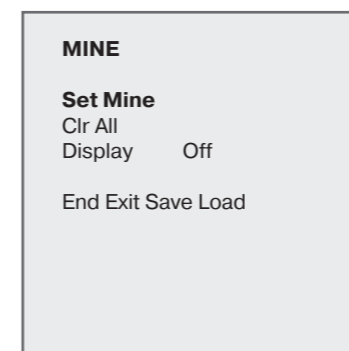 MINE
Set Mine
Clr All
Display Off
End Exit Save Load